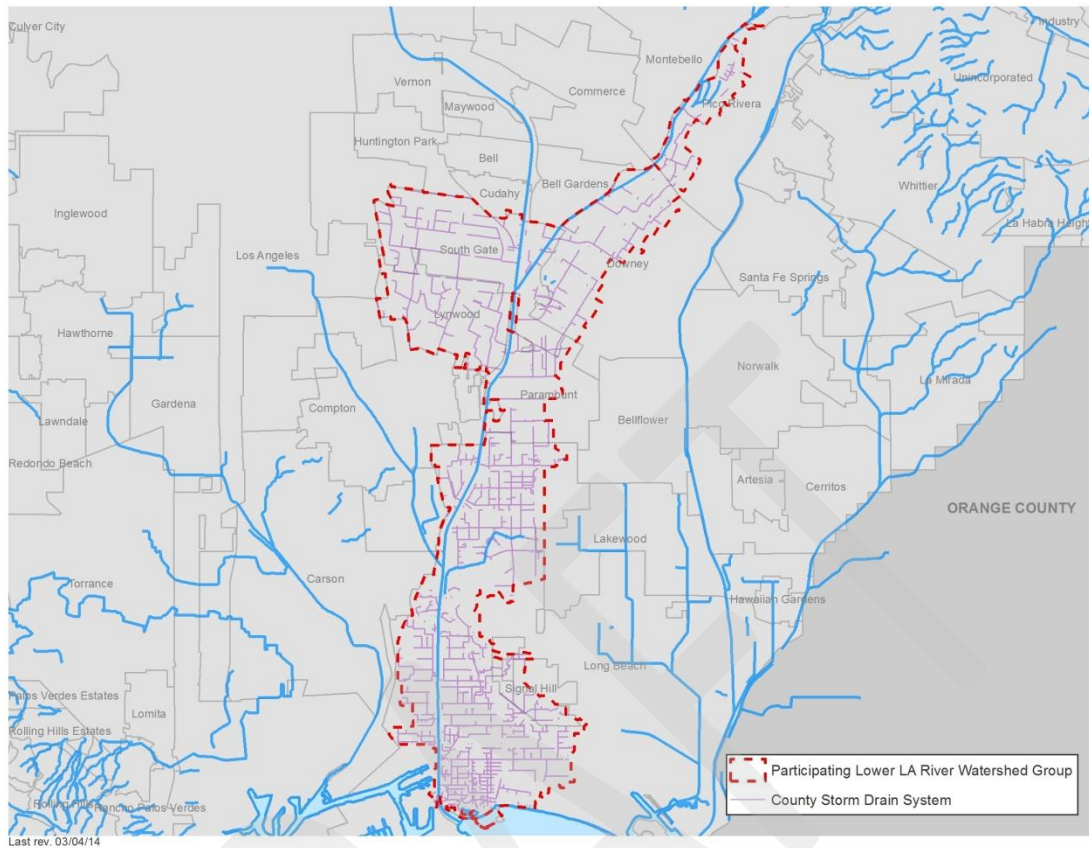 Culver City
Industry
Montebello
Vernon
Commerce
Unincorporated
Maywood
Pico Rivera
Huntington Park
Bell
Cudahy
Bell Gardens
Whittier
Inglewood
La Habra Height
South Gate
Los Angeles
Downey
Santa Fe Springs
Lynwood
Hawthorne
Norwalk
La Mirada
Paramount
Gardena
Compton
Lawndale
Bellflower
Redondo Beach
Artesia
Cerritos
ORANGE COUNTY
Lakewood
Carson
Torrance
Hawaiian Gardens
Long Beach
Signal Hill
Palos Verdes Estates
Lomita
Rolling Hills Estates
Rolling Hills
Rancho Palos Verdes
Participating Lower LA River Watershed Group
County Storm Drain System
Last rev. 03/04/14